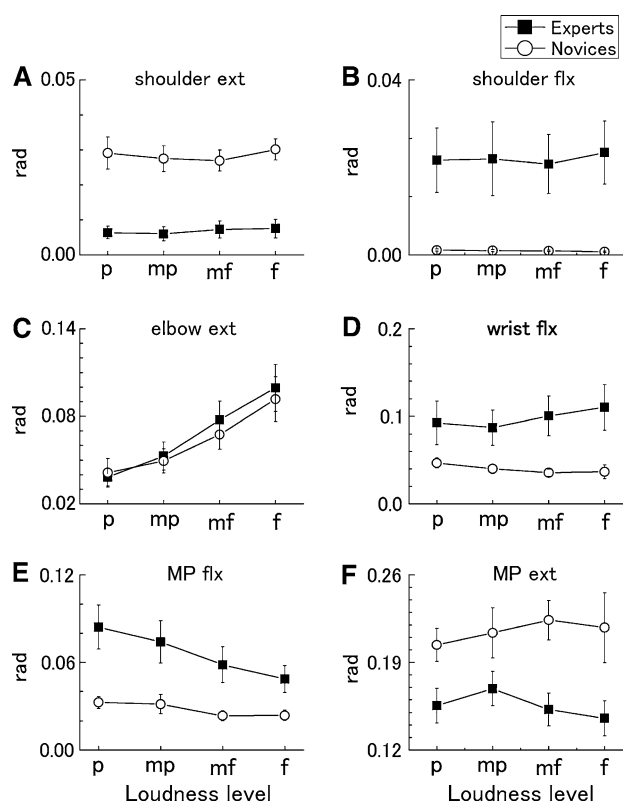 Experts
Novices
A shoulder ext
0.05
rad
0.00
p mp mf f
B shoulder flx
0.04
rad
0.00
p mp mf f
C elbow ext
0.14
0.08
rad
0.02
p mp mf f
D wrist flx
0.2
0.1
rad
0.0
p mp mf f
E MP flx
0.12
0.06
rad
0.00
p mp mf f
Loudness level
F MP ext
0.26
0.19
rad
0.12
p mp mf f
Loudness level